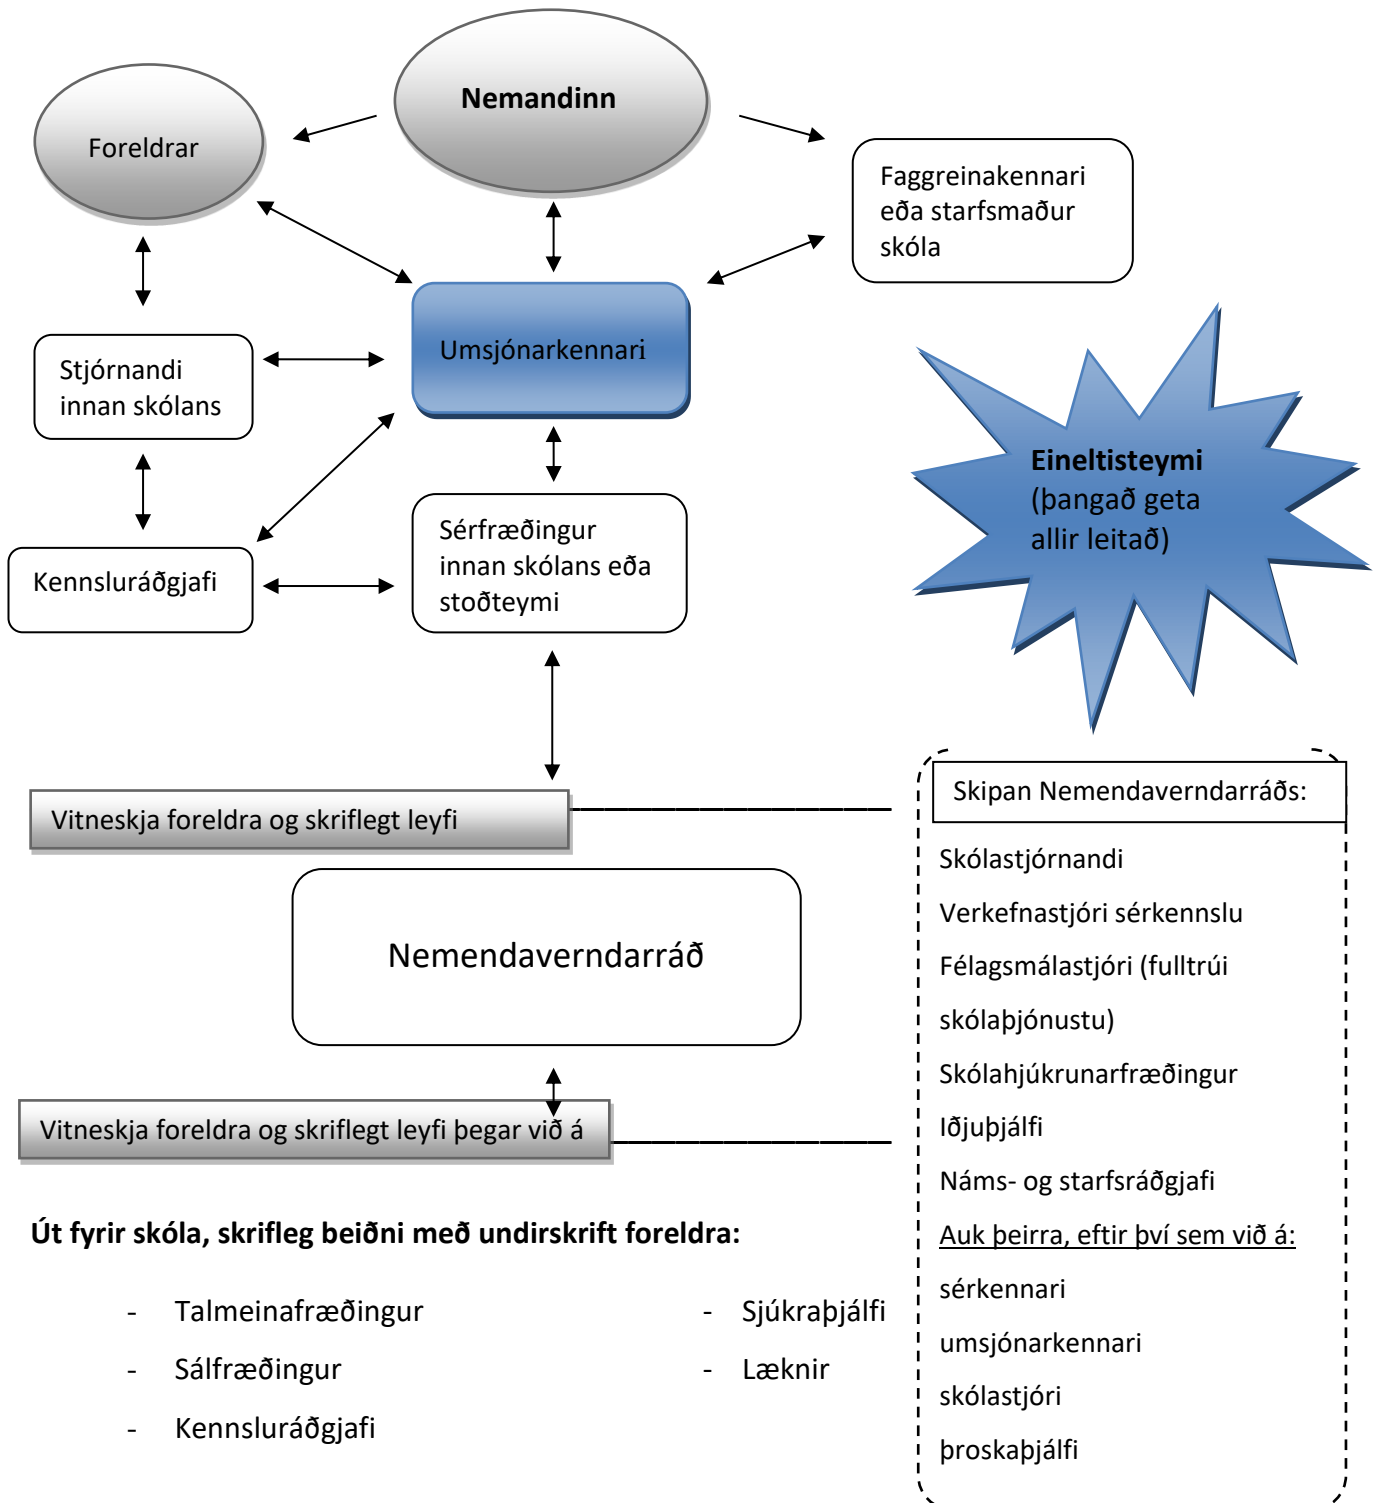 Nemandinn
Foreldrar
Faggreinakennari
eða starfsmaður
skóla
Umsjónarkennari
Stjórnandi
innan skólans
Eineltisteymi
(þangað geta
allir leitað)
Sérfræðingur
innan skólans eða
stoðteymi
Kennsluráðgjafi
Vitneskja foreldra og skriflegt leyfi
Nemendaverndarráð
Vitneskja foreldra og skriflegt leyfi þegar við á
Út fyrir skóla, skrifleg beiðni með undirskrift foreldra:
- Talmeinafræðingur
- Sálfræðingur
- Kennsluráðgjafi
- Sjúkraþjálfi
- Læknir
Skipan Nemendaverndarráðs:
Skólastjórnandi
Verkefnastjóri sérkennslu
Félagsmálastjóri (fulltrúi
skólaþjónustu)
Skólahjúkrunarfræðingur
Iðjuþjálfi
Náms- og starfsráðgjafi
Auk þeirra, eftir því sem við á:
sérkennari
umsjónarkennari
skólastjóri
þroskaþjálfi